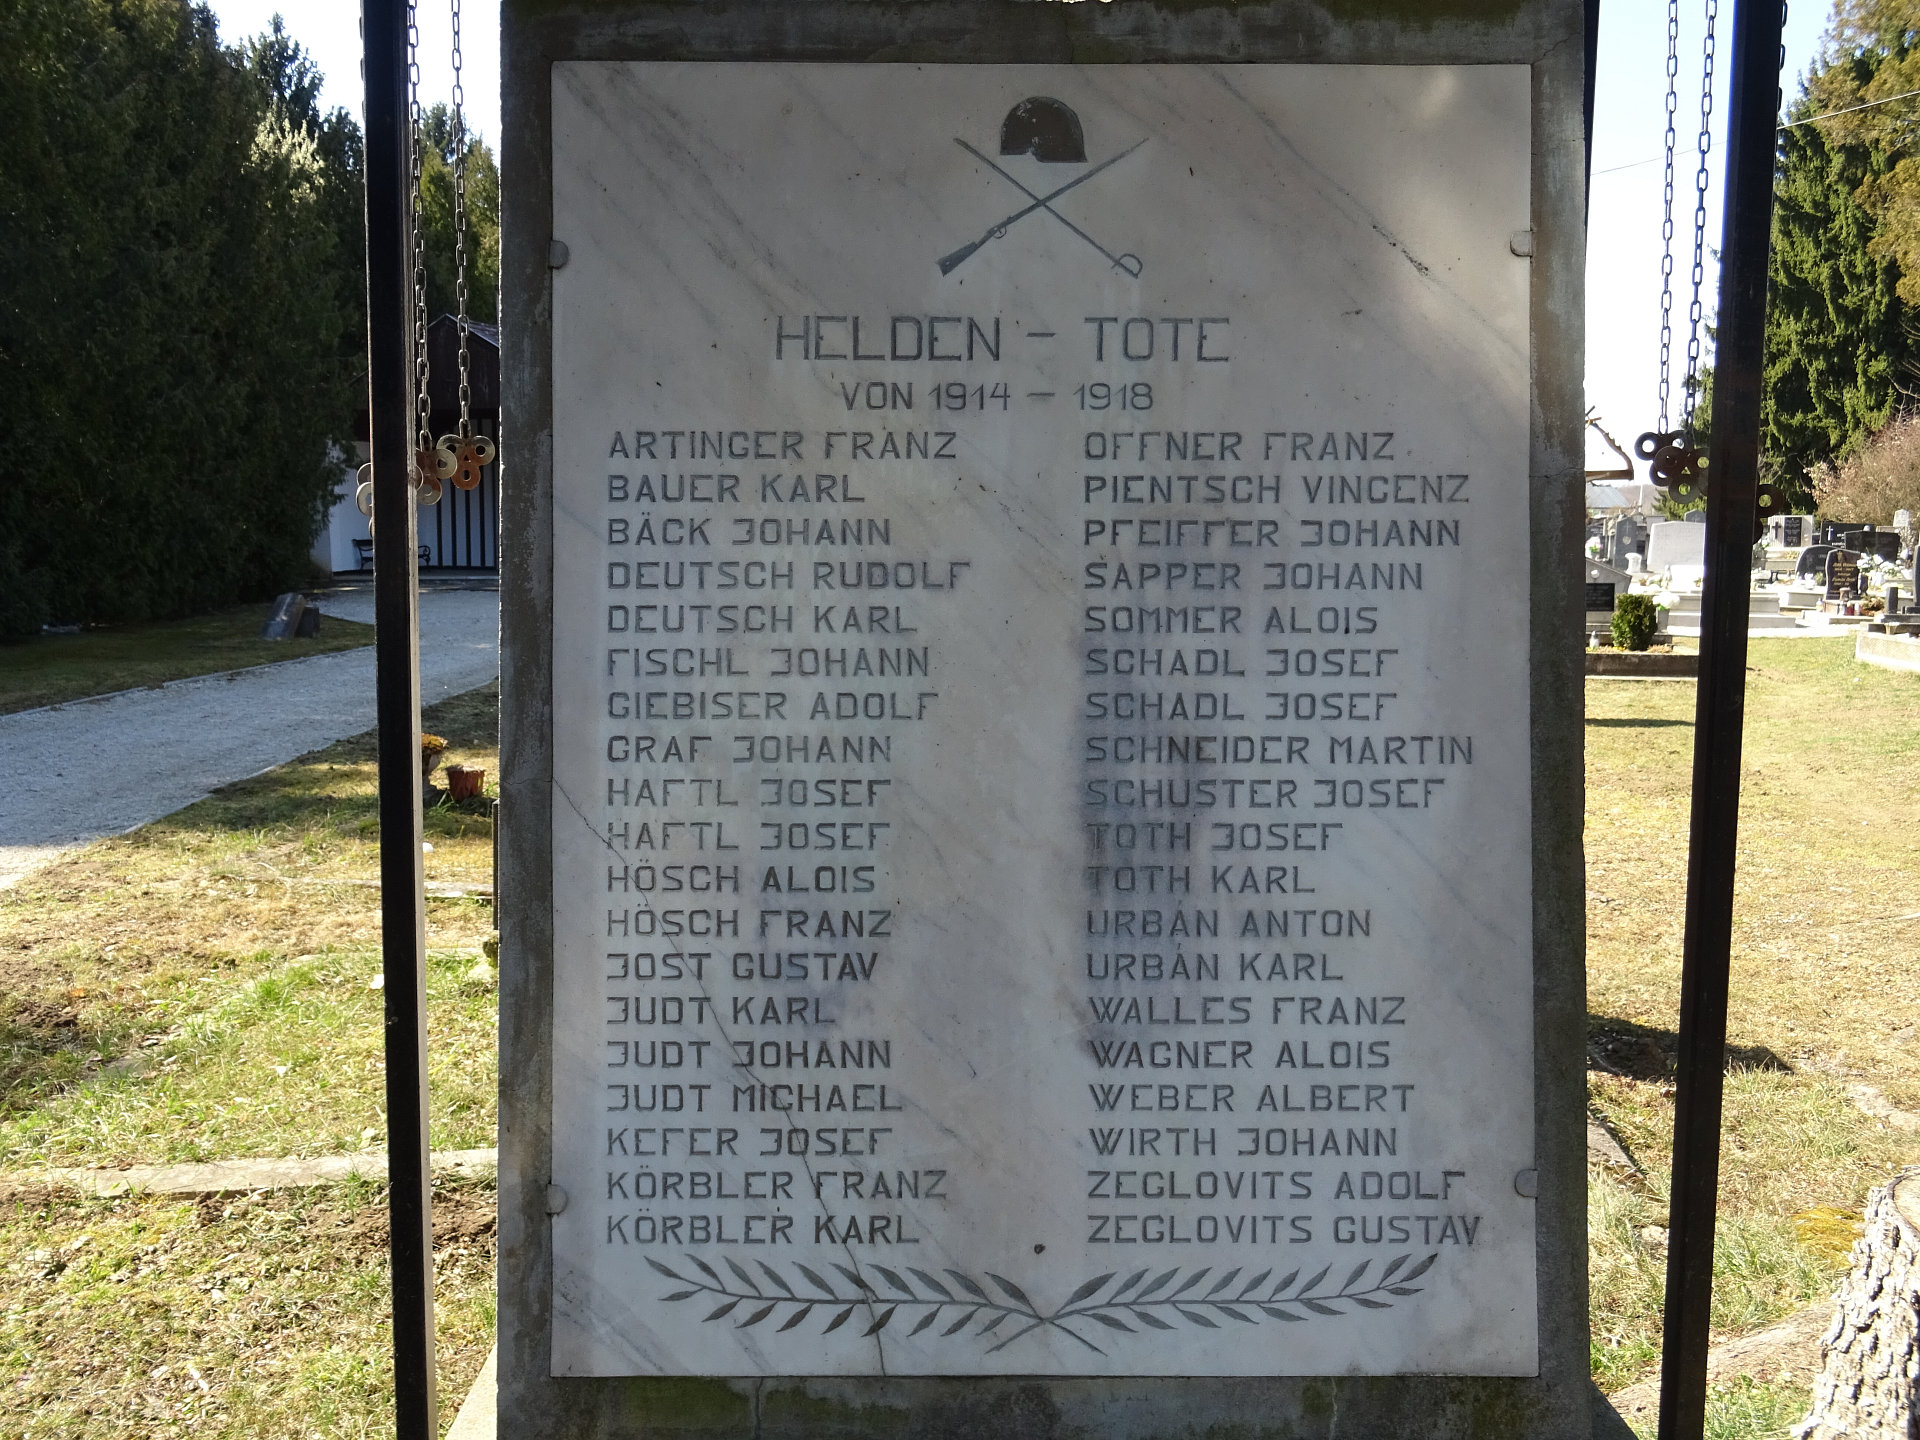 HELDEN – TOTE
VON 1914 – 1918
ARTINGER FRANZ
BAUER KARL
BÄCK JOHANN
DEUTSCH RUDOLF
DEUTSCH KARL
FISCHL JOHANN
GIEBISER ADOLF
GRAF JOHANN
HAFTL JOSEF
HAFTL JOSEF
HÖSCH ALOIS
HÖSCH FRANZ
JOST GUSTAV
JUDT KARL
JUDT JOHANN
JUDT MICHAEL
KEFER JOSEF
KÖRBLER FRANZ
KÖRBLER KARL
OFFNER FRANZ
PIENTSCH VINCENZ
PFEIFFER JOHANN
SAPPER JOHANN
SOMMER ALOIS
SCHADL JOSEF
SCHADL JOSEF
SCHNEIDER MARTIN
SCHUSTER JOSEF
TOTH JOSEF
TOTH KARL
URBÁN ANTON
URBÁN KARL
WALLES FRANZ
WAGNER ALOIS
WEBER ALBERT
WIRTH JOHANN
ZEGLOVITS ADOLF
ZEGLOVITS GUSTAV